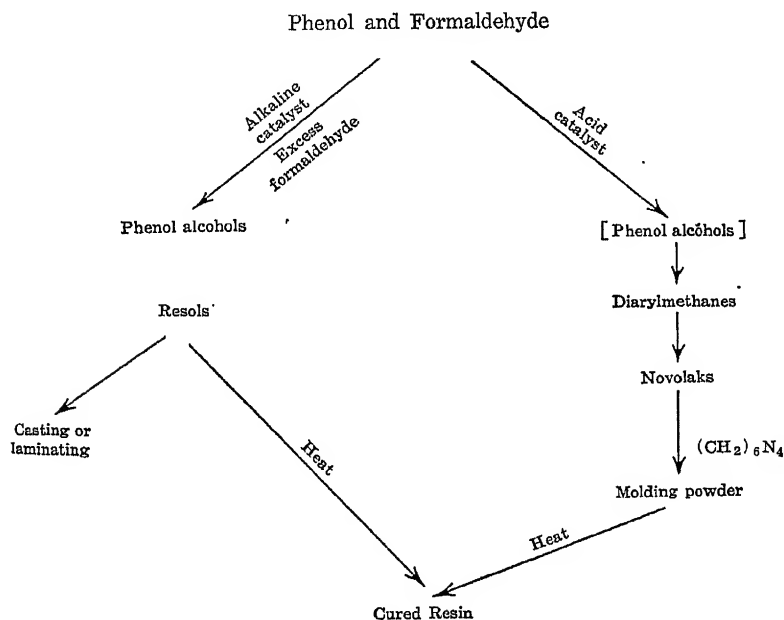 Phenol and Formaldehyde
Alkaline
catalyst
Excess
formaldehyde
Acid
catalyst
Phenol alcohols
[Phenol alcohols]
Diarylmethanes
Resols
Novolaks
Casting or
laminating
Heat
(CH₂)₆N₄
Molding powder
Heat
Cured Resin